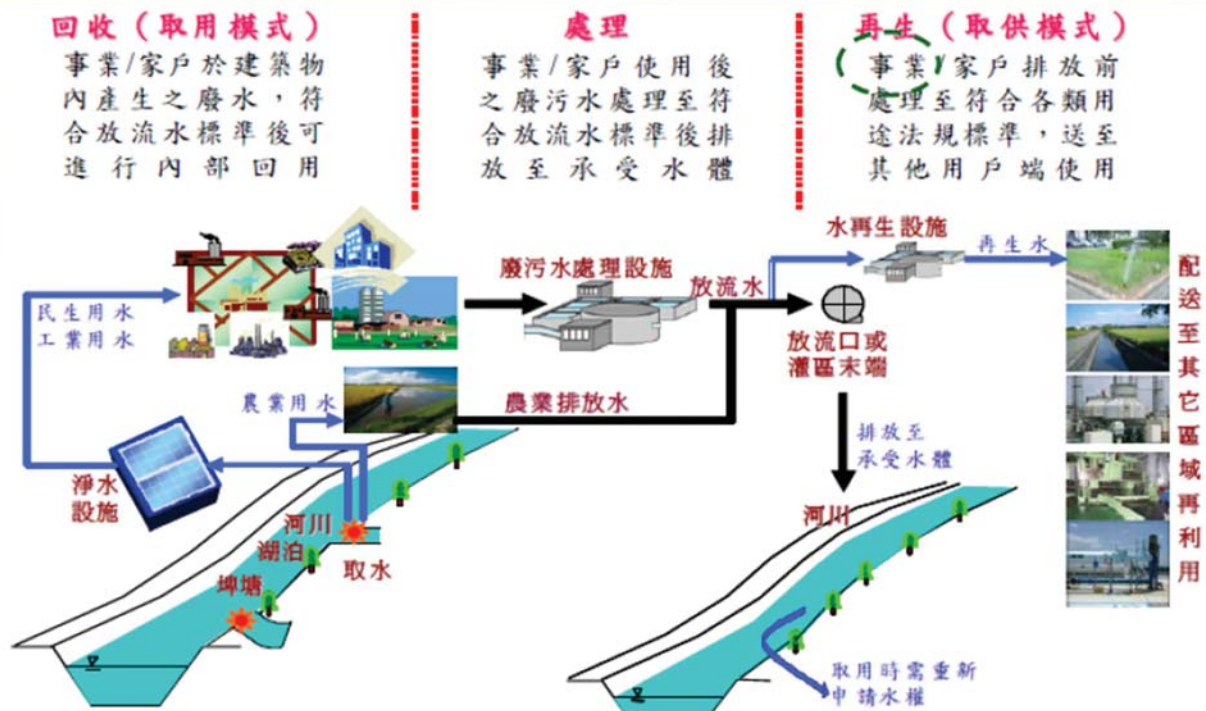 回收（取用模式）
事業/家戶於建築物
內產生之廢水，符
合放流水標準後可
進行內部回用
處理
事業/家戶使用後
之廢污水處理至符
合放流水標準後排
放至承受水體
再生（取供模式）
事業/家戶排放前
處理至符合各類用
途法規標準，送至
其他用戶端使用
民生用水
工業用水
農業用水
淨水
設施
河川
湖泊
取水
埤塘
廢污水處理設施
農業排放水
放流水
水再生設施
再生水
放流口或
灌區末端
排放至
承受水體
河川
取用時需重新
申請水權
配送至其它區域再利用